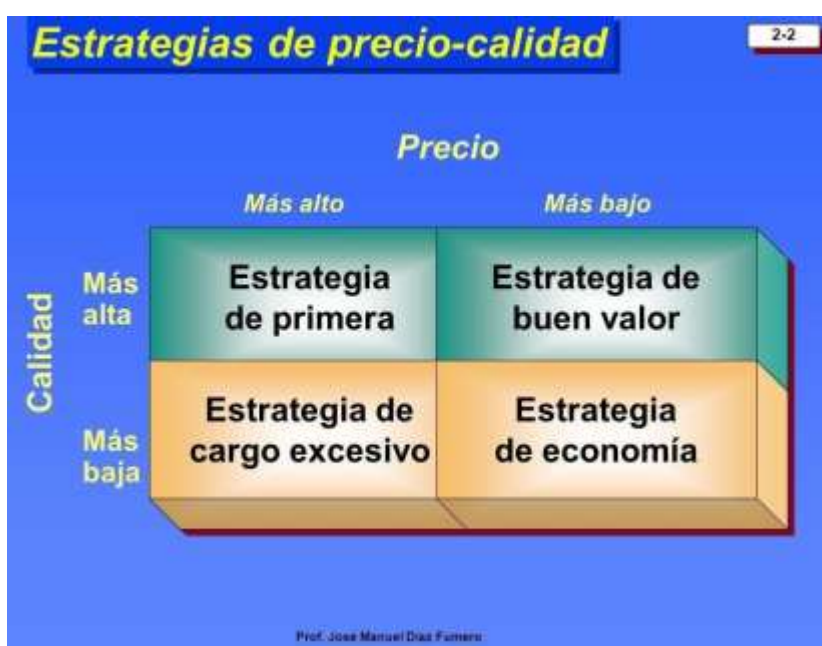 Estrategias de precio-calidad
2-2
Precio
Más alto
Más bajo
Calidad
Más
alta
Estrategia
de primera
Estrategia de
buen valor
Más
baja
Estrategia de
cargo excesivo
Estrategia
de economía
Prof. Jose Manuel Diaz Fumero